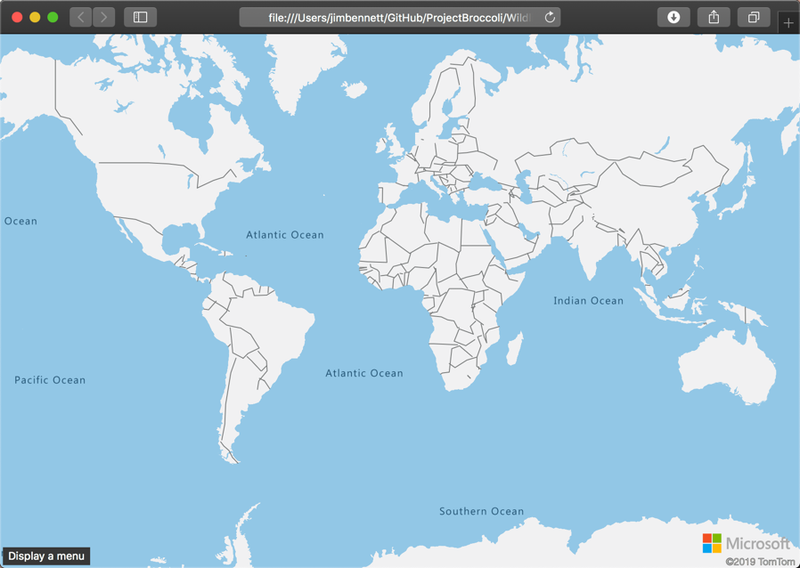 file:///Users/jimbennett/GitHub/ProjectBroccoli/Wildl
Ocean
Atlantic Ocean
Indian Ocean
Atlantic Ocean
Pacific Ocean
Southern Ocean
Microsoft
Display a menu
©2019 TomTom